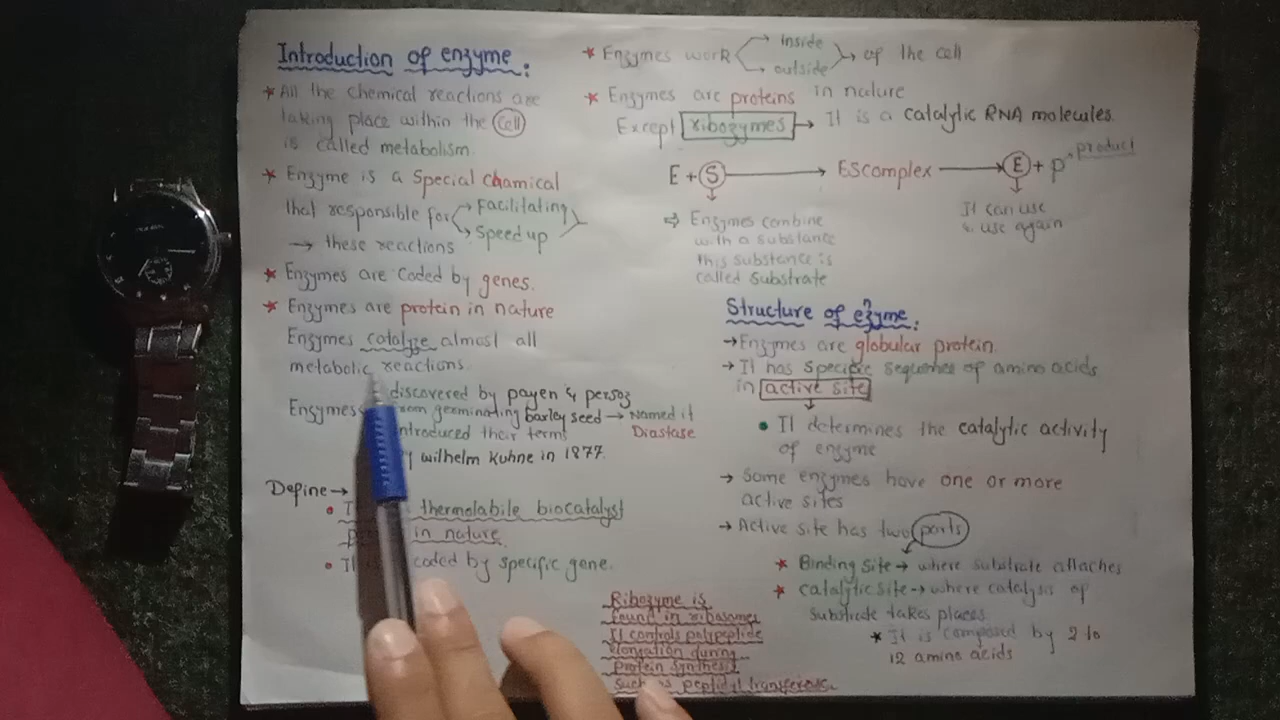 Introduction of enzyme:
* All the chemical reactions are
taking place within the cell
is called metabolism.
* Enzyme is a special chamical
that responsible for → Facilitating
→ Speed up
→ these reactions
* Enzymes are Coded by genes.
* Enzymes are protein in nature
Enzymes catalyze almost all
metabolic reactions.
discovered by payen & persoz
Enzymes from germinating barley seed → Named it
Diastase
introduced their terms
wilhelm Kuhne in 1877.
Define →
• thermolabile biocatalyst
in nature.
• coded by specific gene.
* Enzymes work → inside
→ outside → of the cell
* Enzymes are proteins in nature
Except ribozymes → It is a catalytic RNA molecules.
E + S → EScomplex → E + P → product
It can use
& use again
⇒ Enzymes combine
with a substance
this substance is
called substrate
Structure of ezyme:
→ Enzymes are globular protein.
→ It has specific sequenes of amino acids
in active site
• It determines the catalytic activity
of enzyme
→ Some enzymes have one or more
active sites
→ Active site has two parts
* Binding site → where substrate attaches
* catalytic site → where catalysis of
substrate takes places
* It is composed by 2 to
12 amino acids
Ribozyme is
found in ribosomes
It controls polypeptide
elongation during
protein synthesis
such is peptidyl transferase.